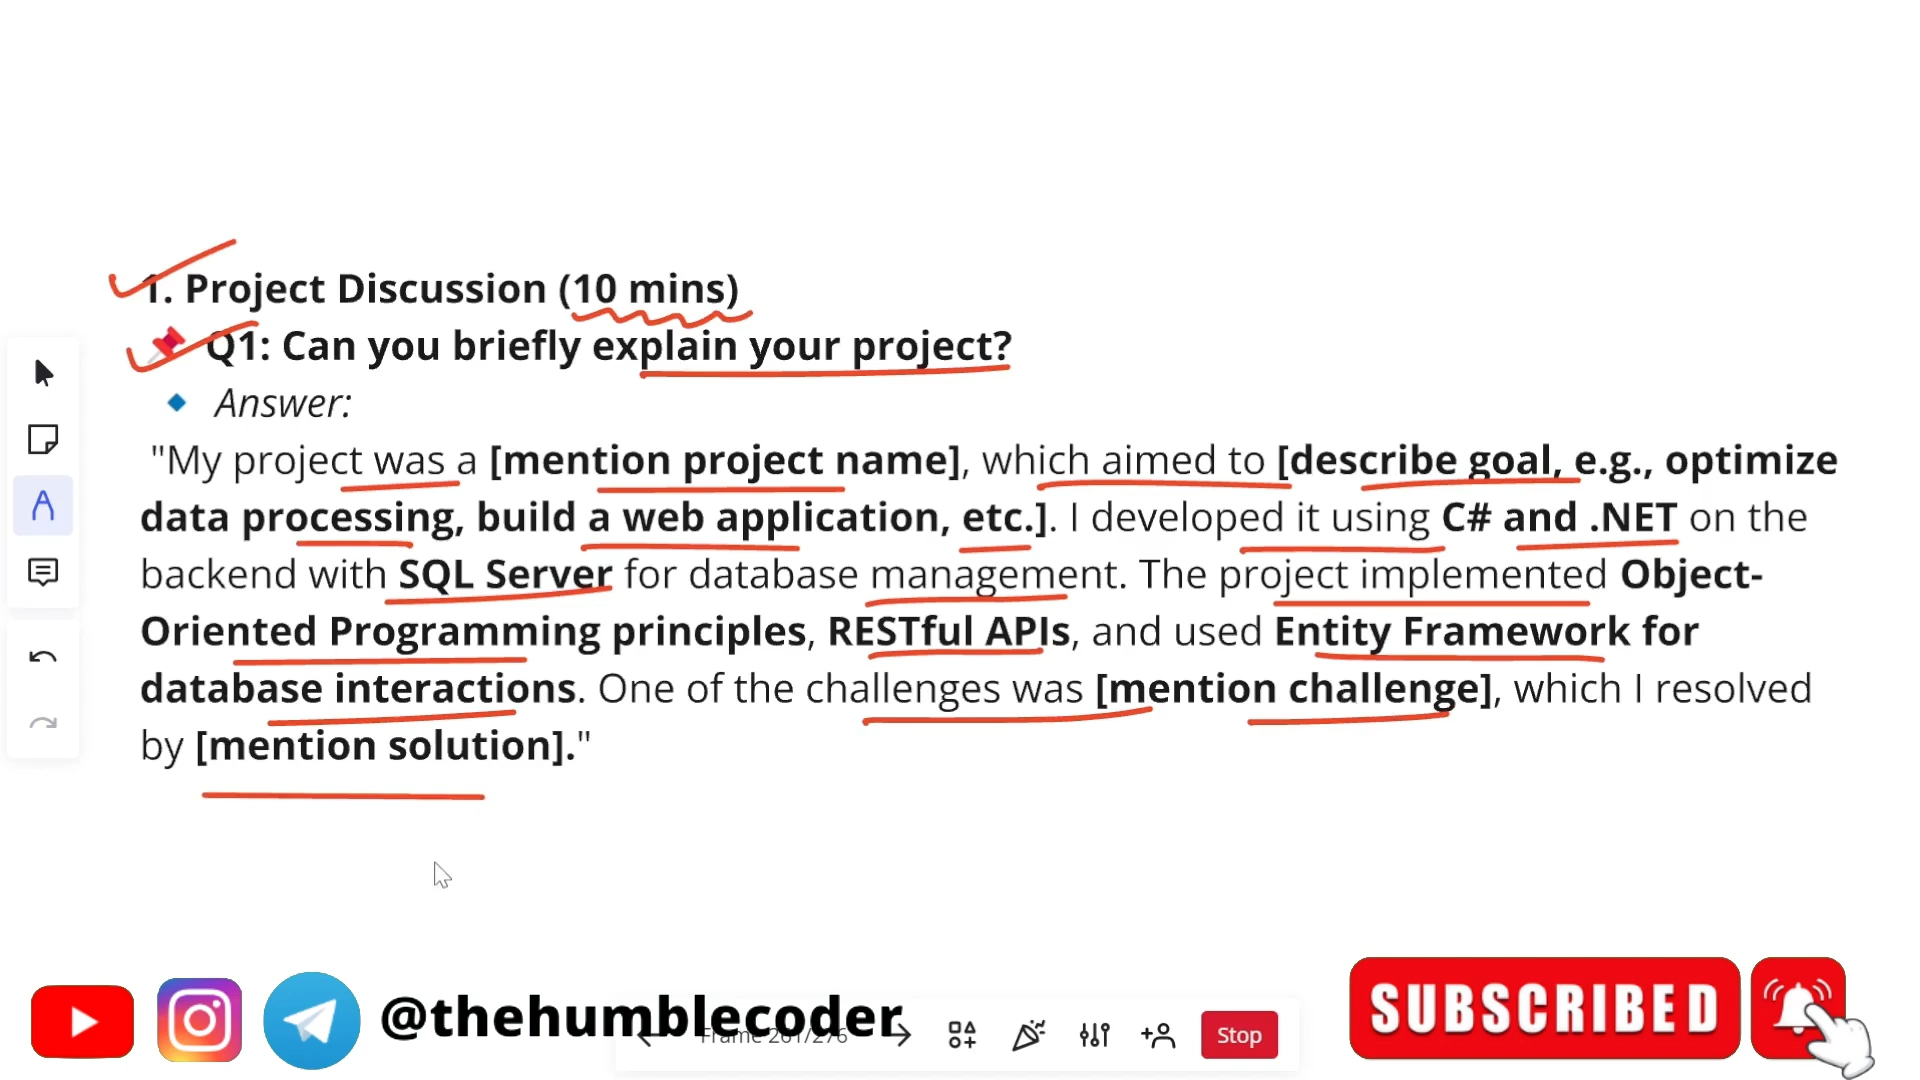 1. Project Discussion (10 mins)
Q1: Can you briefly explain your project?
Answer:
"My project was a [mention project name], which aimed to [describe goal, e.g., optimize
data processing, build a web application, etc.]. I developed it using C# and .NET on the
backend with SQL Server for database management. The project implemented Object-
Oriented Programming principles, RESTful APIs, and used Entity Framework for
database interactions. One of the challenges was [mention challenge], which I resolved
by [mention solution]."
@thehumblecoder
Frame 261/276
Stop
SUBSCRIBED